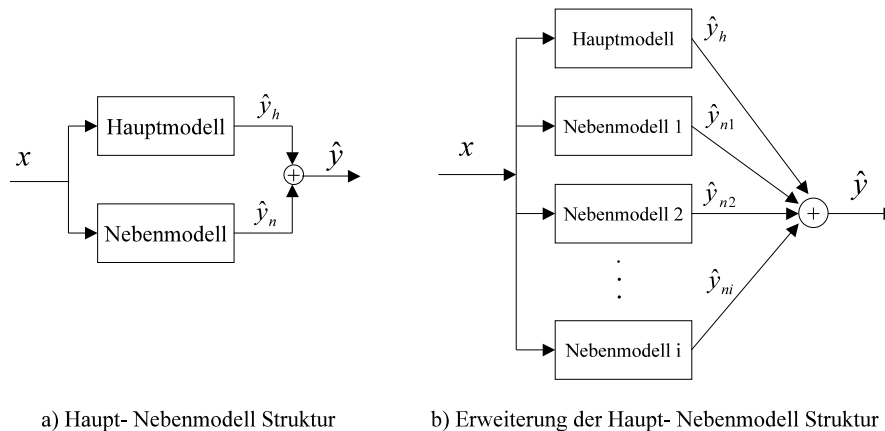 x
Hauptmodell
ŷ_h
Nebenmodell
ŷ_n
+
ŷ
a) Haupt- Nebenmodell Struktur
x
Hauptmodell
ŷ_h
Nebenmodell 1
ŷ_n1
Nebenmodell 2
ŷ_n2
.
.
.
Nebenmodell i
ŷ_ni
+
ŷ
b) Erweiterung der Haupt- Nebenmodell Struktur